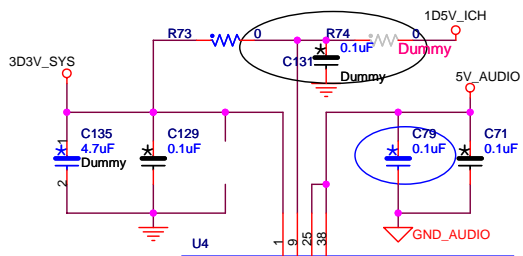 1D5V_ICH
R73 0 R74 0
0.1uF Dummy
C131
Dummy
3D3V_SYS
5V_AUDIO
1 C135 C129 C79 C71
4.7uF 0.1uF 0.1uF 0.1uF
Dummy
2
GND_AUDIO
1 9 25 38
U4